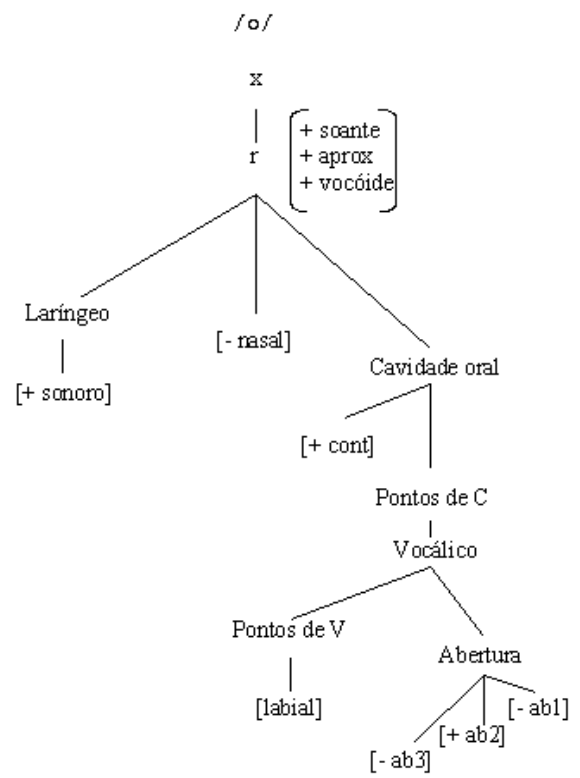 /o/
x
r
+ soante
+ aprox
+ vocóide
Laríngeo
[+ sonoro]
[- nasal]
Cavidade oral
[+ cont]
Pontos de C
Vocálico
Pontos de V
[labial]
Abertura
[- ab3]
[+ ab2]
[- ab1]